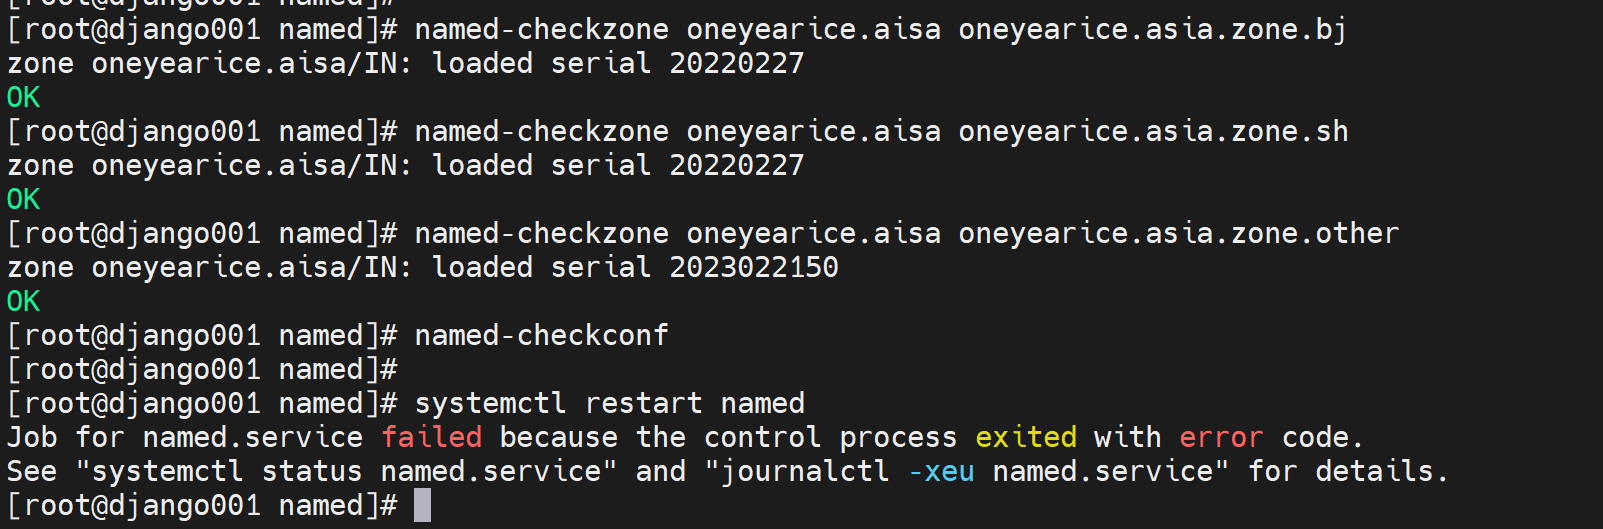 [root@django001 named]#
[root@django001 named]# named-checkzone oneyearice.aisa oneyearice.asia.zone.bj
zone oneyearice.aisa/IN: loaded serial 20220227
OK
[root@django001 named]# named-checkzone oneyearice.aisa oneyearice.asia.zone.sh
zone oneyearice.aisa/IN: loaded serial 20220227
OK
[root@django001 named]# named-checkzone oneyearice.aisa oneyearice.asia.zone.other
zone oneyearice.aisa/IN: loaded serial 2023022150
OK
[root@django001 named]# named-checkconf
[root@django001 named]#
[root@django001 named]# systemctl restart named
Job for named.service failed because the control process exited with error code.
See "systemctl status named.service" and "journalctl -xeu named.service" for details.
[root@django001 named]#